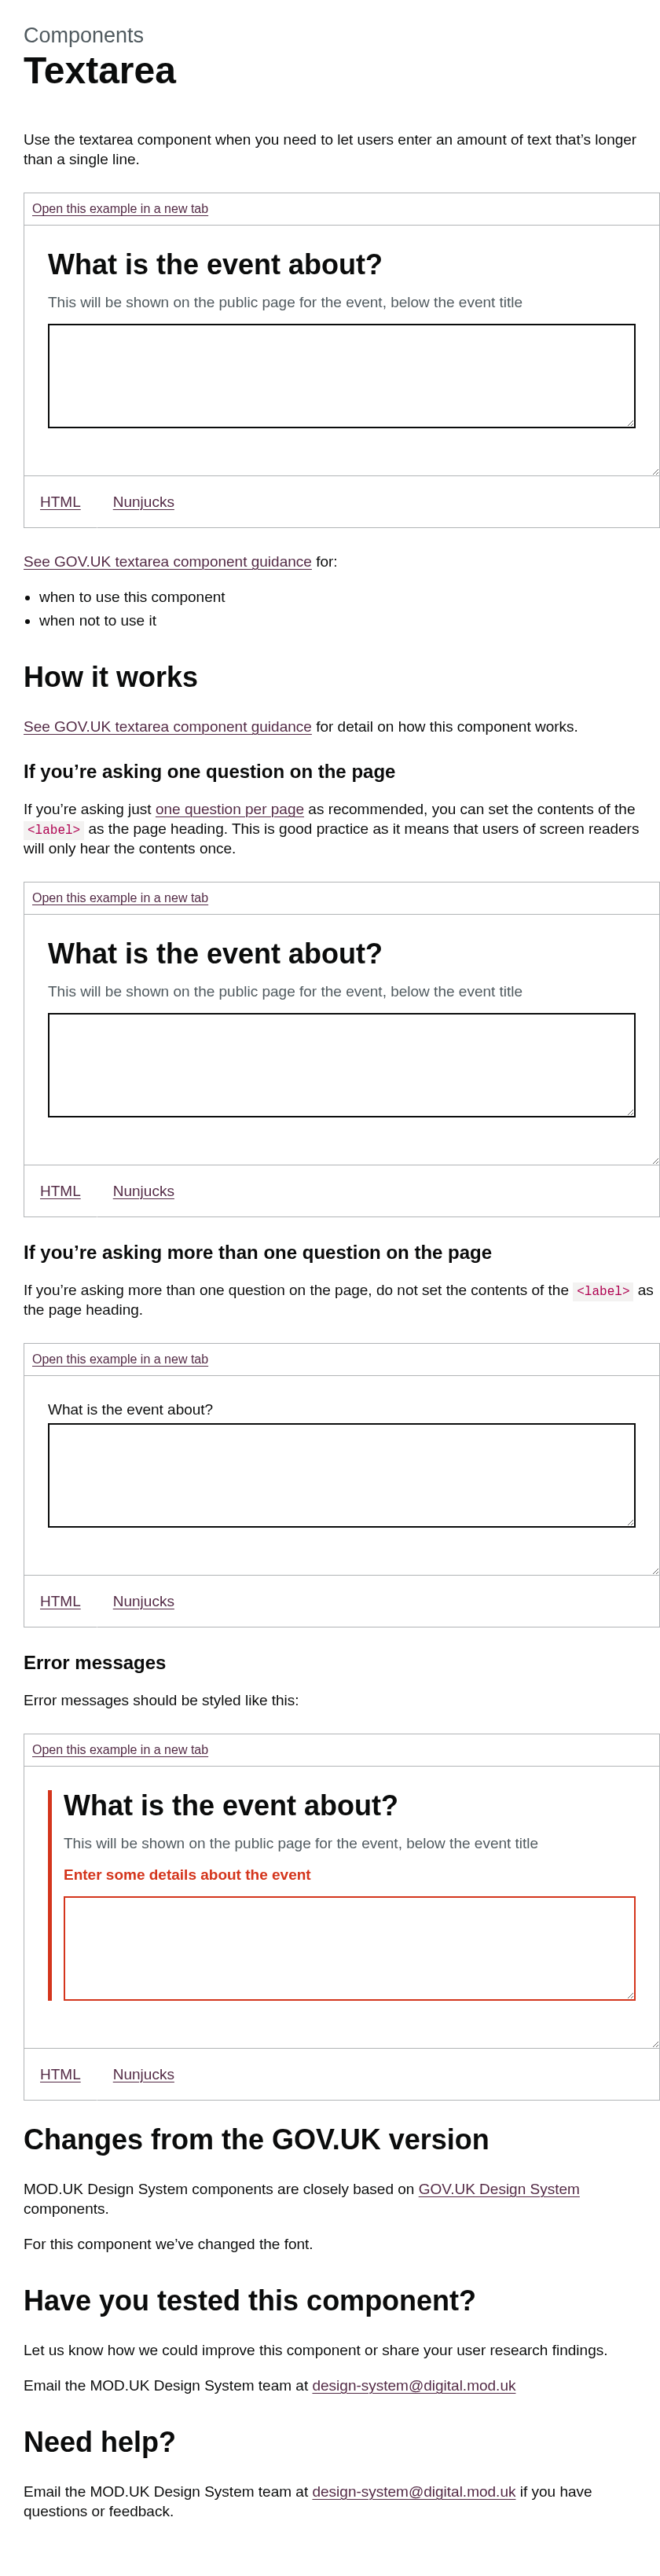 Components
Textarea
Use the textarea component when you need to let users enter an amount of text that’s longer
than a single line.
Open this example in a new tab
What is the event about?
This will be shown on the public page for the event, below the event title
HTML Nunjucks
See GOV.UK textarea component guidance for:
• when to use this component
• when not to use it
How it works
See GOV.UK textarea component guidance for detail on how this component works.
If you’re asking one question on the page
If you’re asking just one question per page as recommended, you can set the contents of the
<label> as the page heading. This is good practice as it means that users of screen readers
will only hear the contents once.
Open this example in a new tab
What is the event about?
This will be shown on the public page for the event, below the event title
HTML Nunjucks
If you’re asking more than one question on the page
If you’re asking more than one question on the page, do not set the contents of the <label> as
the page heading.
Open this example in a new tab
What is the event about?
HTML Nunjucks
Error messages
Error messages should be styled like this:
Open this example in a new tab
What is the event about?
This will be shown on the public page for the event, below the event title
Enter some details about the event
HTML Nunjucks
Changes from the GOV.UK version
MOD.UK Design System components are closely based on GOV.UK Design System
components.
For this component we’ve changed the font.
Have you tested this component?
Let us know how we could improve this component or share your user research findings.
Email the MOD.UK Design System team at design-system@digital.mod.uk
Need help?
Email the MOD.UK Design System team at design-system@digital.mod.uk if you have
questions or feedback.